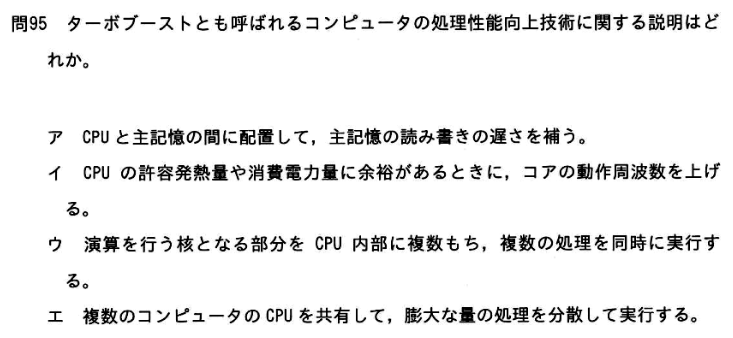 問95 ターボブーストとも呼ばれるコンピュータの処理性能向上技術に関する説明はど
れか。
ア CPUと主記憶の間に配置して，主記憶の読み書きの遅さを補う。
イ CPU の許容発熱量や消費電力量に余裕があるときに，コアの動作周波数を上げ
る。
ウ 演算を行う核となる部分を CPU 内部に複数もち，複数の処理を同時に実行す
る。
エ 複数のコンピュータの CPU を共有して，膨大な量の処理を分散して実行する。